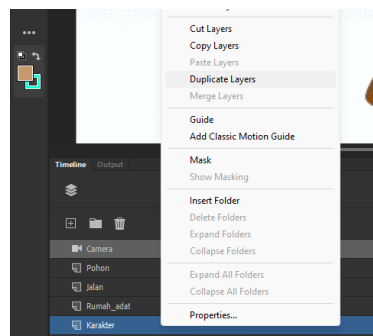 Cut Layers
Copy Layers
Paste Layers
Duplicate Layers
Merge Layers
Guide
Add Classic Motion Guide
Mask
Show Masking
Insert Folder
Delete Folders
Expand Folders
Collapse Folders
Expand All Folders
Collapse All Folders
Properties...
Timeline Output
Camera
Pohon
Jalan
Rumah_adat
Karakter